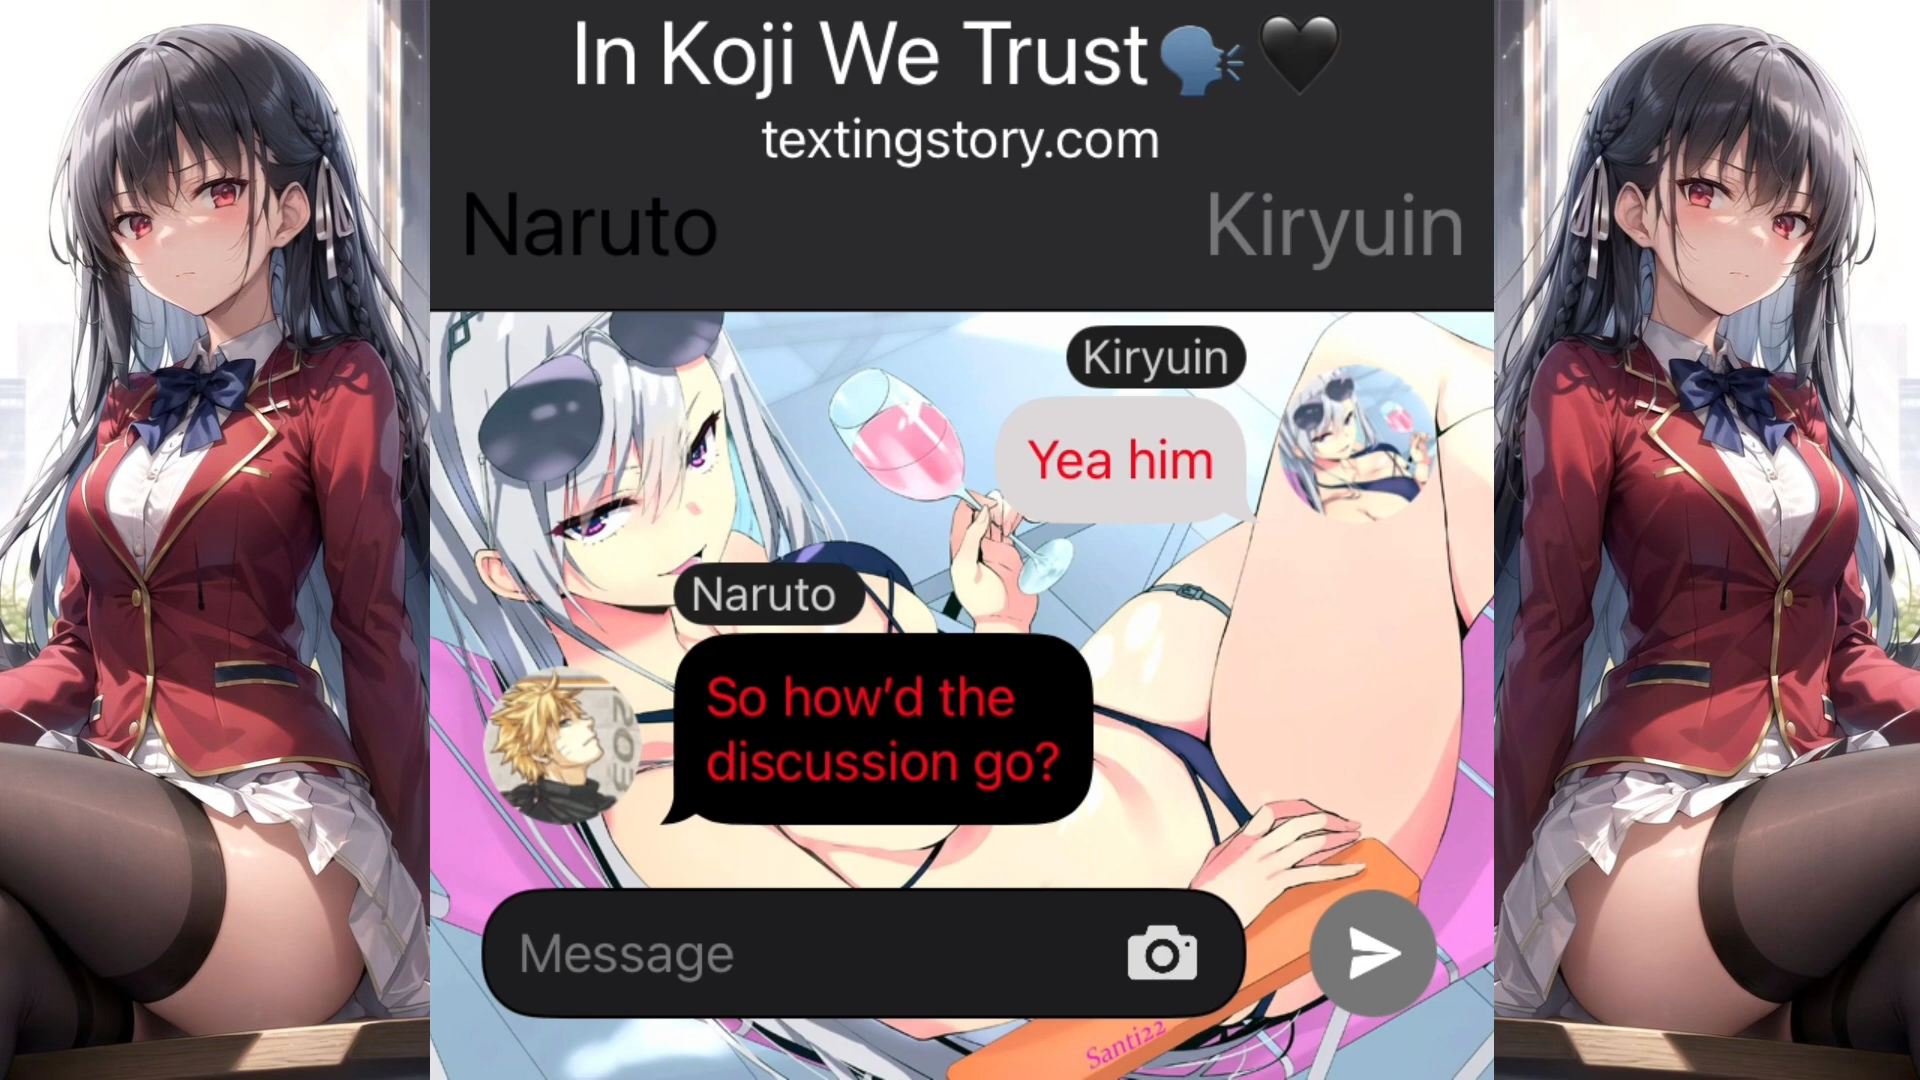 In Koji We Trust🗣️🖤
textingstory.com
Naruto
Kiryuin
Kiryuin
Yea him
Naruto
So how’d the
discussion go?
Message
Santi22